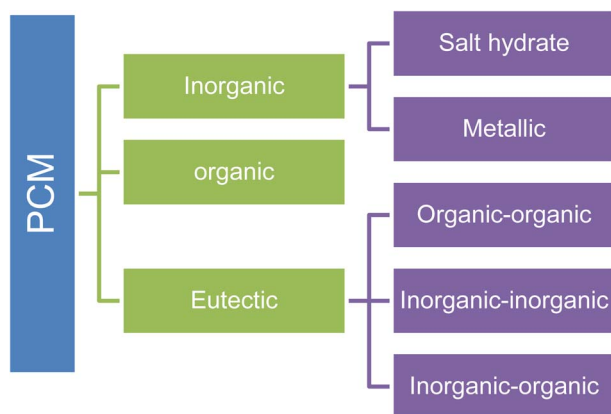 PCM
Inorganic
Salt hydrate
Metallic
organic
Eutectic
Organic-organic
Inorganic-inorganic
Inorganic-organic